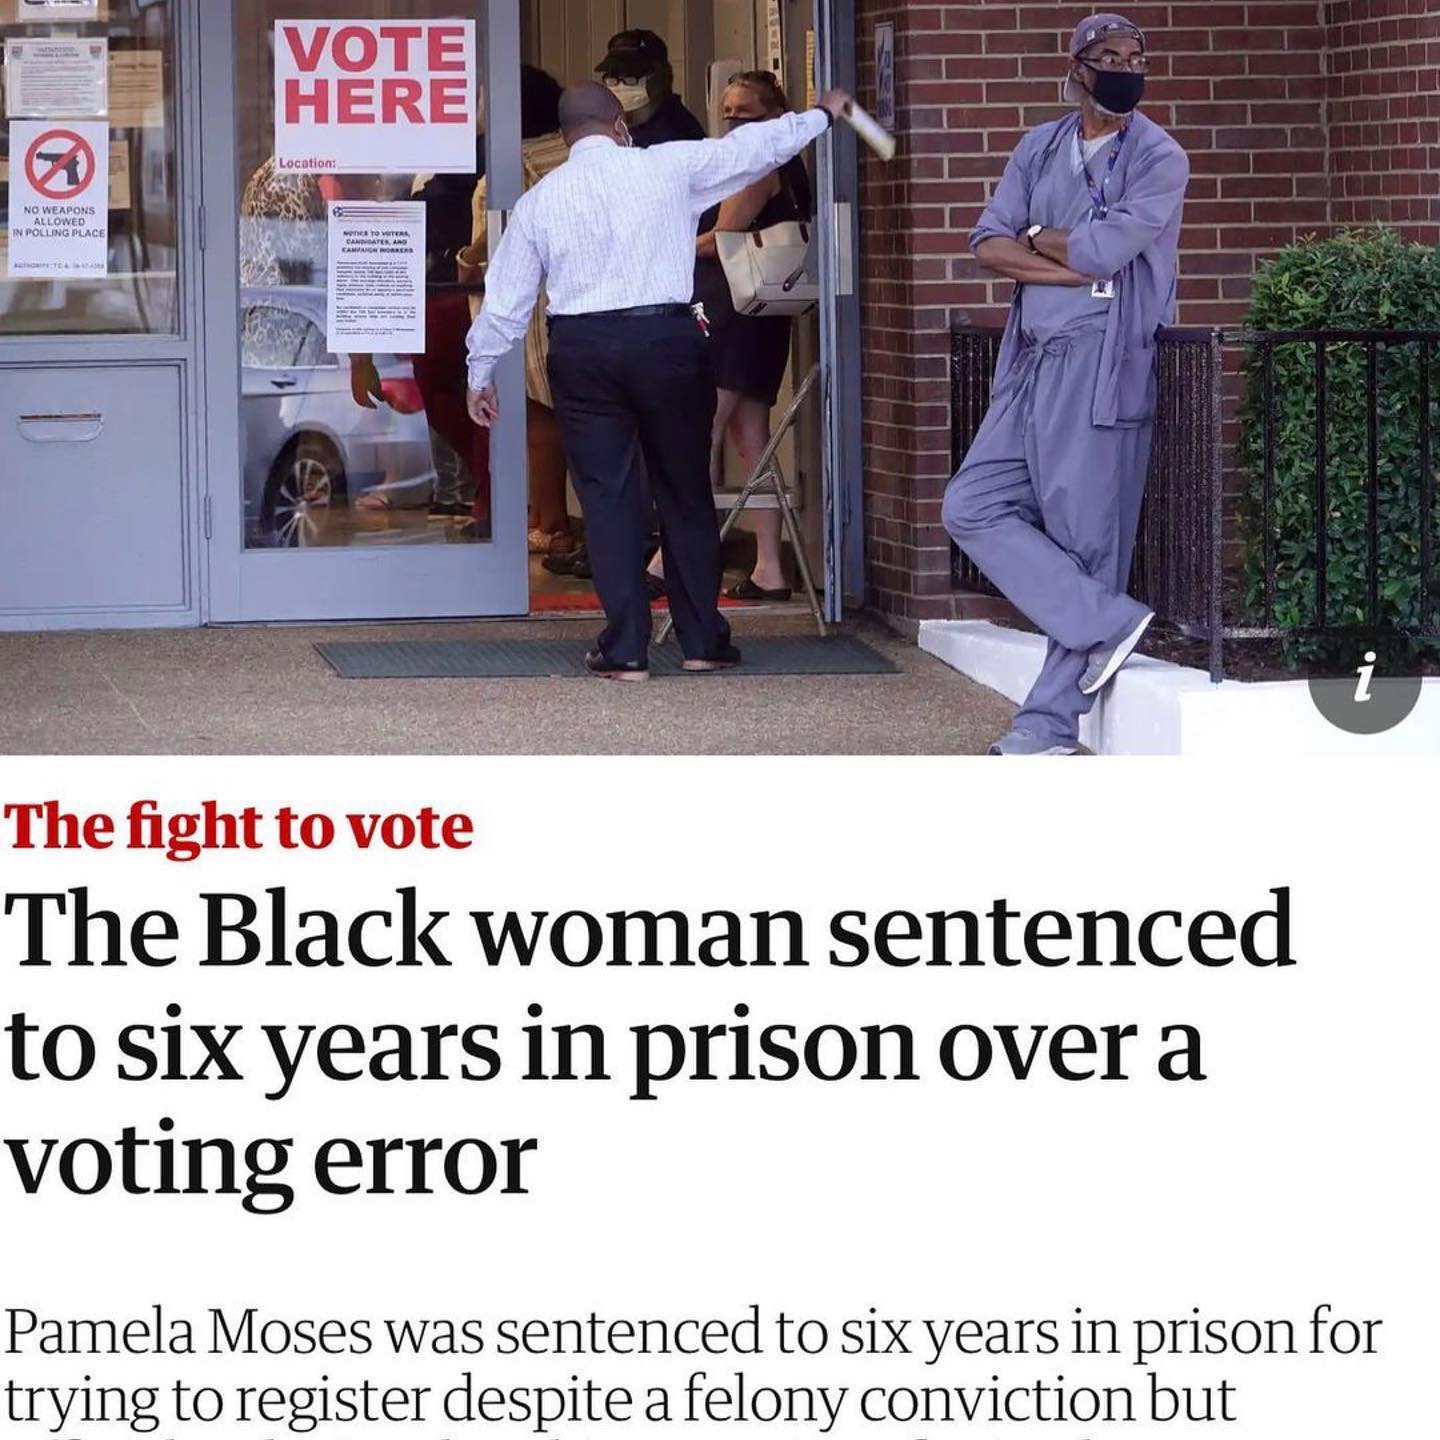 VOTE
HERE
Location:
NO WEAPONS
ALLOWED
IN POLLING PLACE
NOTICE TO VOTERS,
CANDIDATES, AND
CAMPAIGN WORKERS
i
The fight to vote
The Black woman sentenced
to six years in prison over a
voting error
Pamela Moses was sentenced to six years in prison for
trying to register despite a felony conviction but